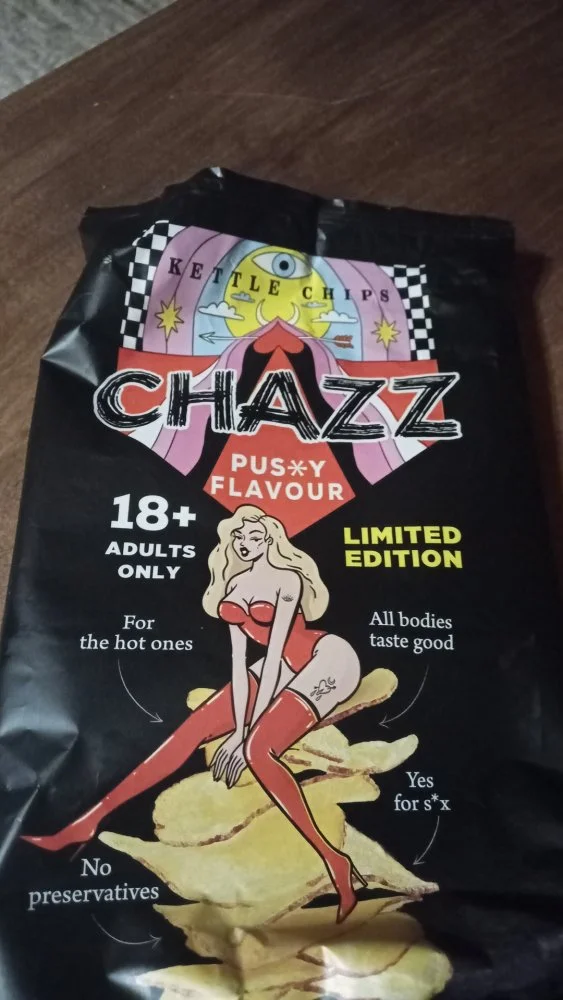 KETTLE CHIPS
CHAZZ
PUS*Y
FLAVOUR
18+
ADULTS
ONLY
LIMITED
EDITION
For
the hot ones
All bodies
taste good
Yes
for s*x
No
preservatives